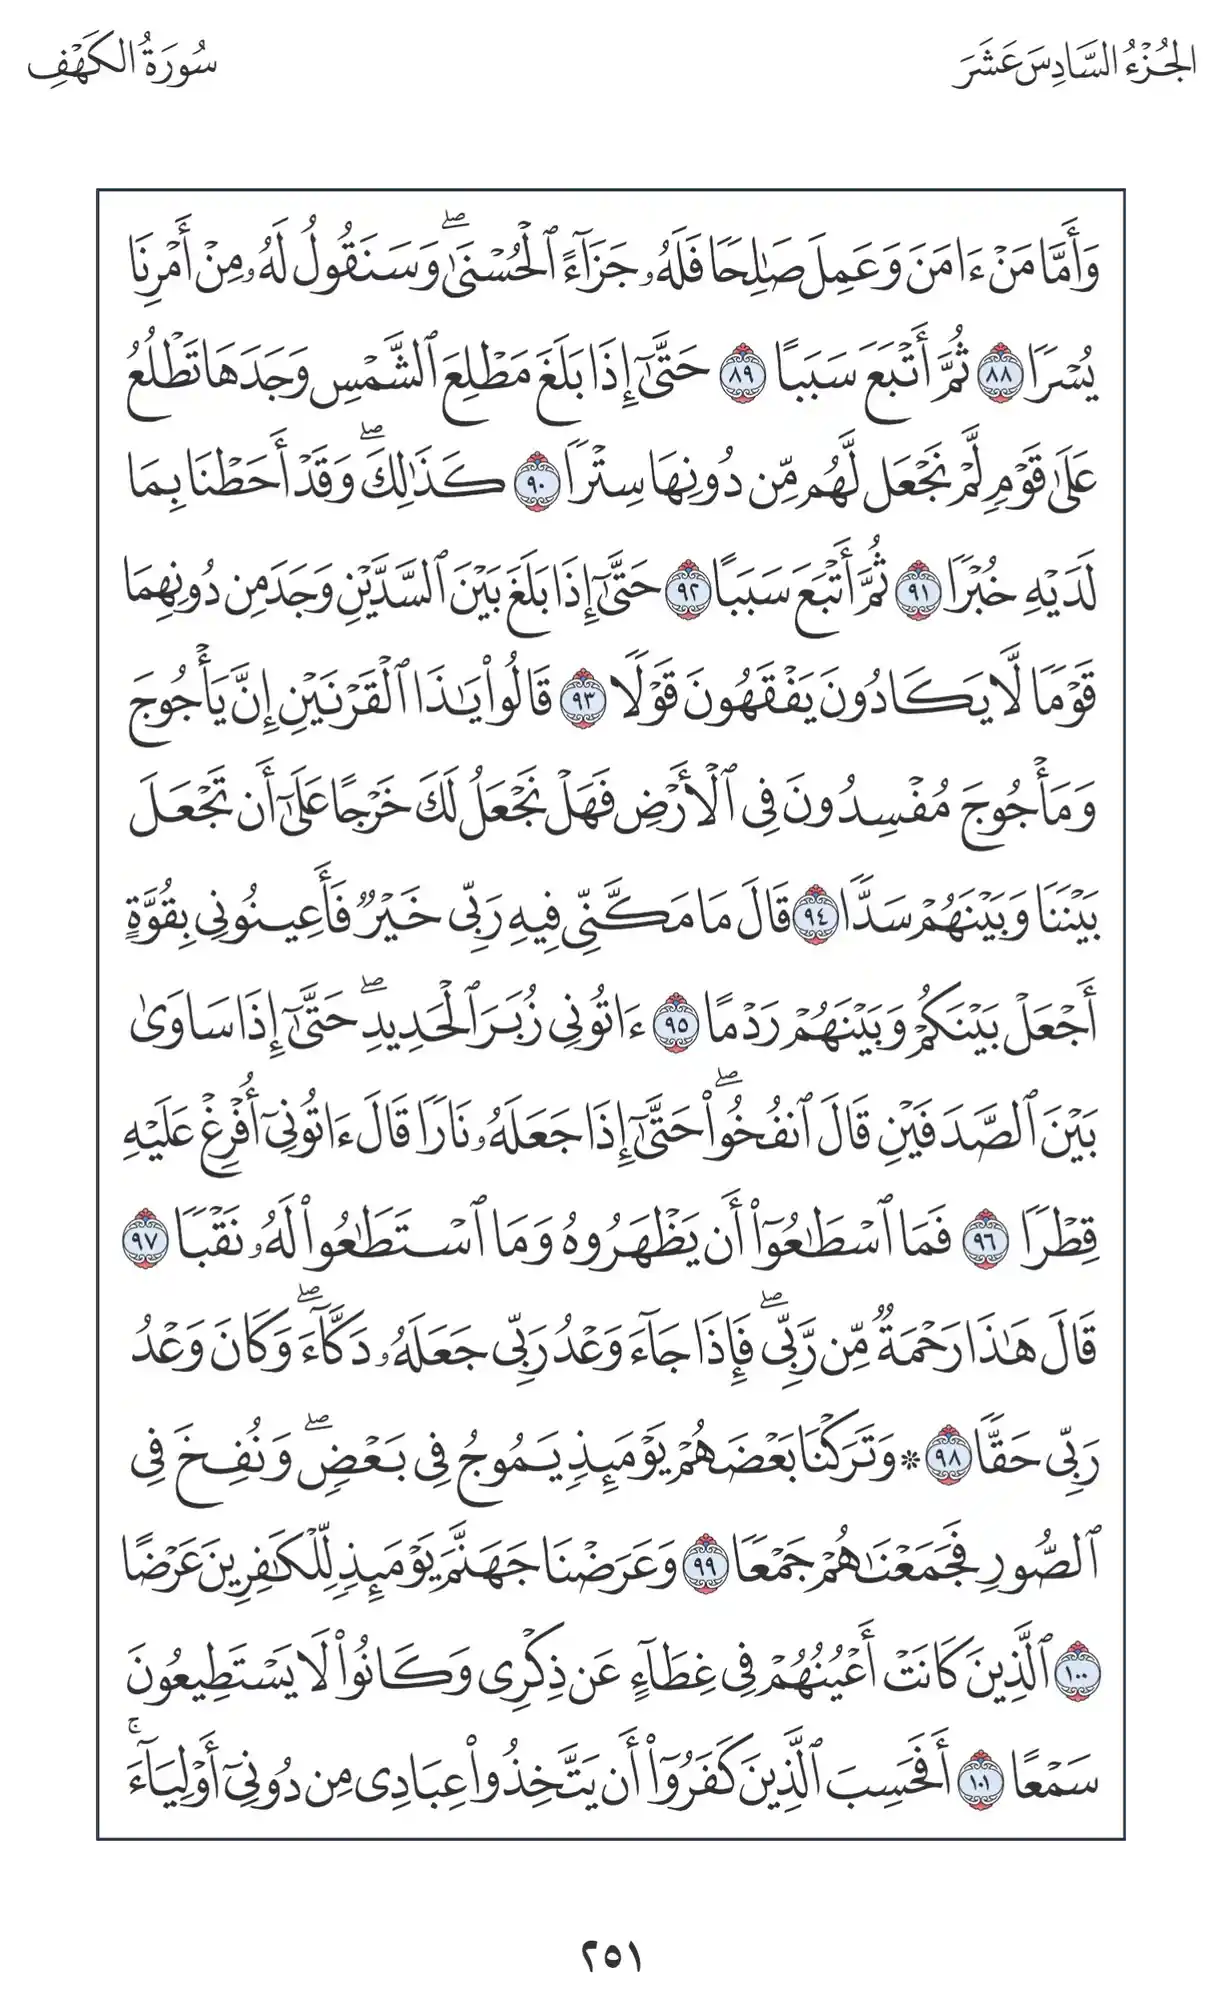 الجُزْءُ السَّادِسَ عَشَرَ
سُورَةُ الكَهْفِ
وَأَمَّا مَنْ ءَامَنَ وَعَمِلَ صَٰلِحًا فَلَهُۥ جَزَآءً ٱلْحُسْنَىٰۖ وَسَنَقُولُ لَهُۥ مِنْ أَمْرِنَا
يُسْرًا ٨٨ ثُمَّ أَتْبَعَ سَبَبًا ٨٩ حَتَّىٰٓ إِذَا بَلَغَ مَطْلِعَ ٱلشَّمْسِ وَجَدَهَا تَطْلُعُ
عَلَىٰ قَوْمٍ لَّمْ نَجْعَل لَّهُم مِّن دُونِهَا سِتْرًا ٩٠ كَذَٰلِكَۖ وَقَدْ أَحَطْنَا بِمَا
لَدَيْهِ خُبْرًا ٩١ ثُمَّ أَتْبَعَ سَبَبًا ٩٢ حَتَّىٰٓ إِذَا بَلَغَ بَيْنَ ٱلسَّدَّيْنِ وَجَدَ مِن دُونِهِمَا
قَوْمًا لَّا يَكَادُونَ يَفْقَهُونَ قَوْلًا ٩٣ قَالُوا۟ يَٰذَا ٱلْقَرْنَيْنِ إِنَّ يَأْجُوجَ
وَمَأْجُوجَ مُفْسِدُونَ فِى ٱلْأَرْضِ فَهَلْ نَجْعَلُ لَكَ خَرْجًا عَلَىٰٓ أَن تَجْعَلَ
بَيْنَنَا وَبَيْنَهُمْ سَدًّا ٩٤ قَالَ مَا مَكَّنِّى فِيهِ رَبِّى خَيْرٌ فَأَعِينُونِى بِقُوَّةٍ
أَجْعَلْ بَيْنَكُمْ وَبَيْنَهُمْ رَدْمًا ٩٥ ءَاتُونِى زُبَرَ ٱلْحَدِيدِۖ حَتَّىٰٓ إِذَا سَاوَىٰ
بَيْنَ ٱلصَّدَفَيْنِ قَالَ ٱنفُخُوا۟ۖ حَتَّىٰٓ إِذَا جَعَلَهُۥ نَارًا قَالَ ءَاتُونِىٓ أُفْرِغْ عَلَيْهِ
قِطْرًا ٩٦ فَمَا ٱسْطَٰعُوٓا۟ أَن يَظْهَرُوهُ وَمَا ٱسْتَطَٰعُوا۟ لَهُۥ نَقْبًا ٩٧
قَالَ هَٰذَا رَحْمَةٌ مِّن رَّبِّىۖ فَإِذَا جَآءَ وَعْدُ رَبِّى جَعَلَهُۥ دَكَّآءَۖ وَكَانَ وَعْدُ
رَبِّى حَقًّا ٩٨ ۞ وَتَرَكْنَا بَعْضَهُمْ يَوْمَئِذٍ يَمُوجُ فِى بَعْضٍۖ وَنُفِخَ فِى
ٱلصُّورِ فَجَمَعْنَٰهُمْ جَمْعًا ٩٩ وَعَرَضْنَا جَهَنَّمَ يَوْمَئِذٍ لِّلْكَٰفِرِينَ عَرْضًا
١٠٠ ٱلَّذِينَ كَانَتْ أَعْيُنُهُمْ فِى غِطَآءٍ عَن ذِكْرِى وَكَانُوا۟ لَا يَسْتَطِيعُونَ
سَمْعًا ١٠١ أَفَحَسِبَ ٱلَّذِينَ كَفَرُوٓا۟ أَن يَتَّخِذُوا۟ عِبَادِى مِن دُونِىٓ أَوْلِيَآءَۚ
٢٥١